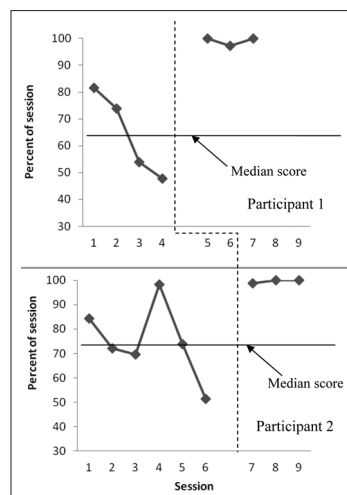 100
90
80
70
60
50
40
30
Percent of session
Median score
Participant 1
1 2 3 4 5 6 7 8 9
100
90
80
70
60
50
40
30
Percent of session
Median score
Participant 2
1 2 3 4 5 6 7 8 9
Session